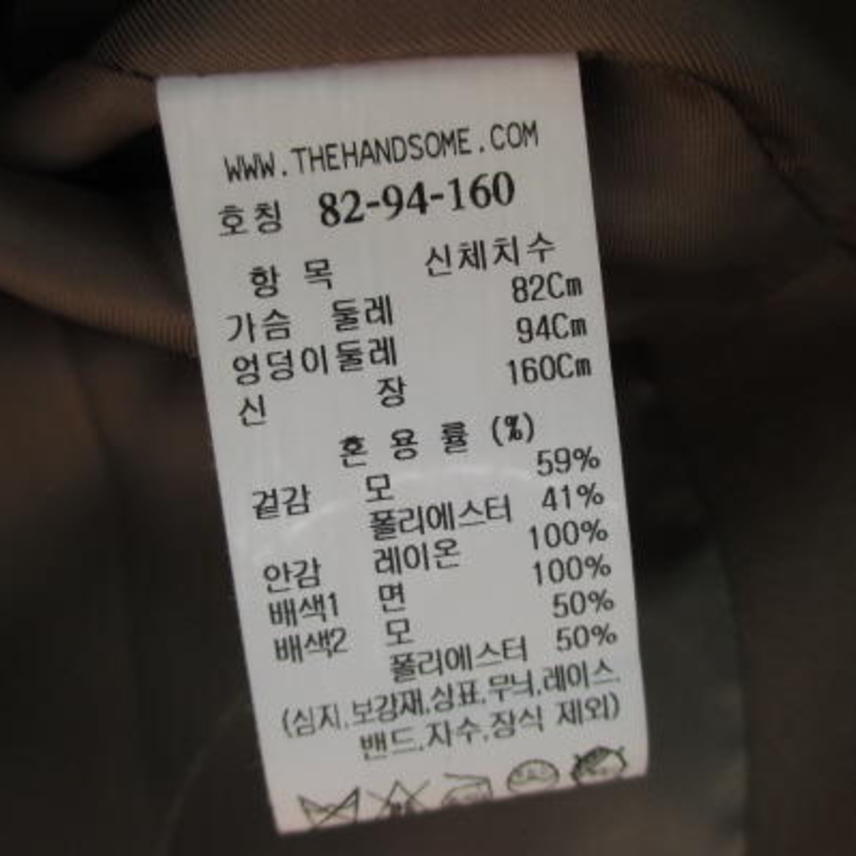 WWW.THEHANDSOME.COM
호칭 82-94-160
항 목 신체치수
가슴 둘레 82Cm
엉덩이둘레 94Cm
신 장 160Cm
혼 용 률 (%)
겉감 모 59%
폴리에스터 41%
안감 레이온 100%
배색1 면 100%
배색2 모 50%
폴리에스터 50%
(심지,보강재,상표,무늬,레이스,
밴드,자수,장식 제외)